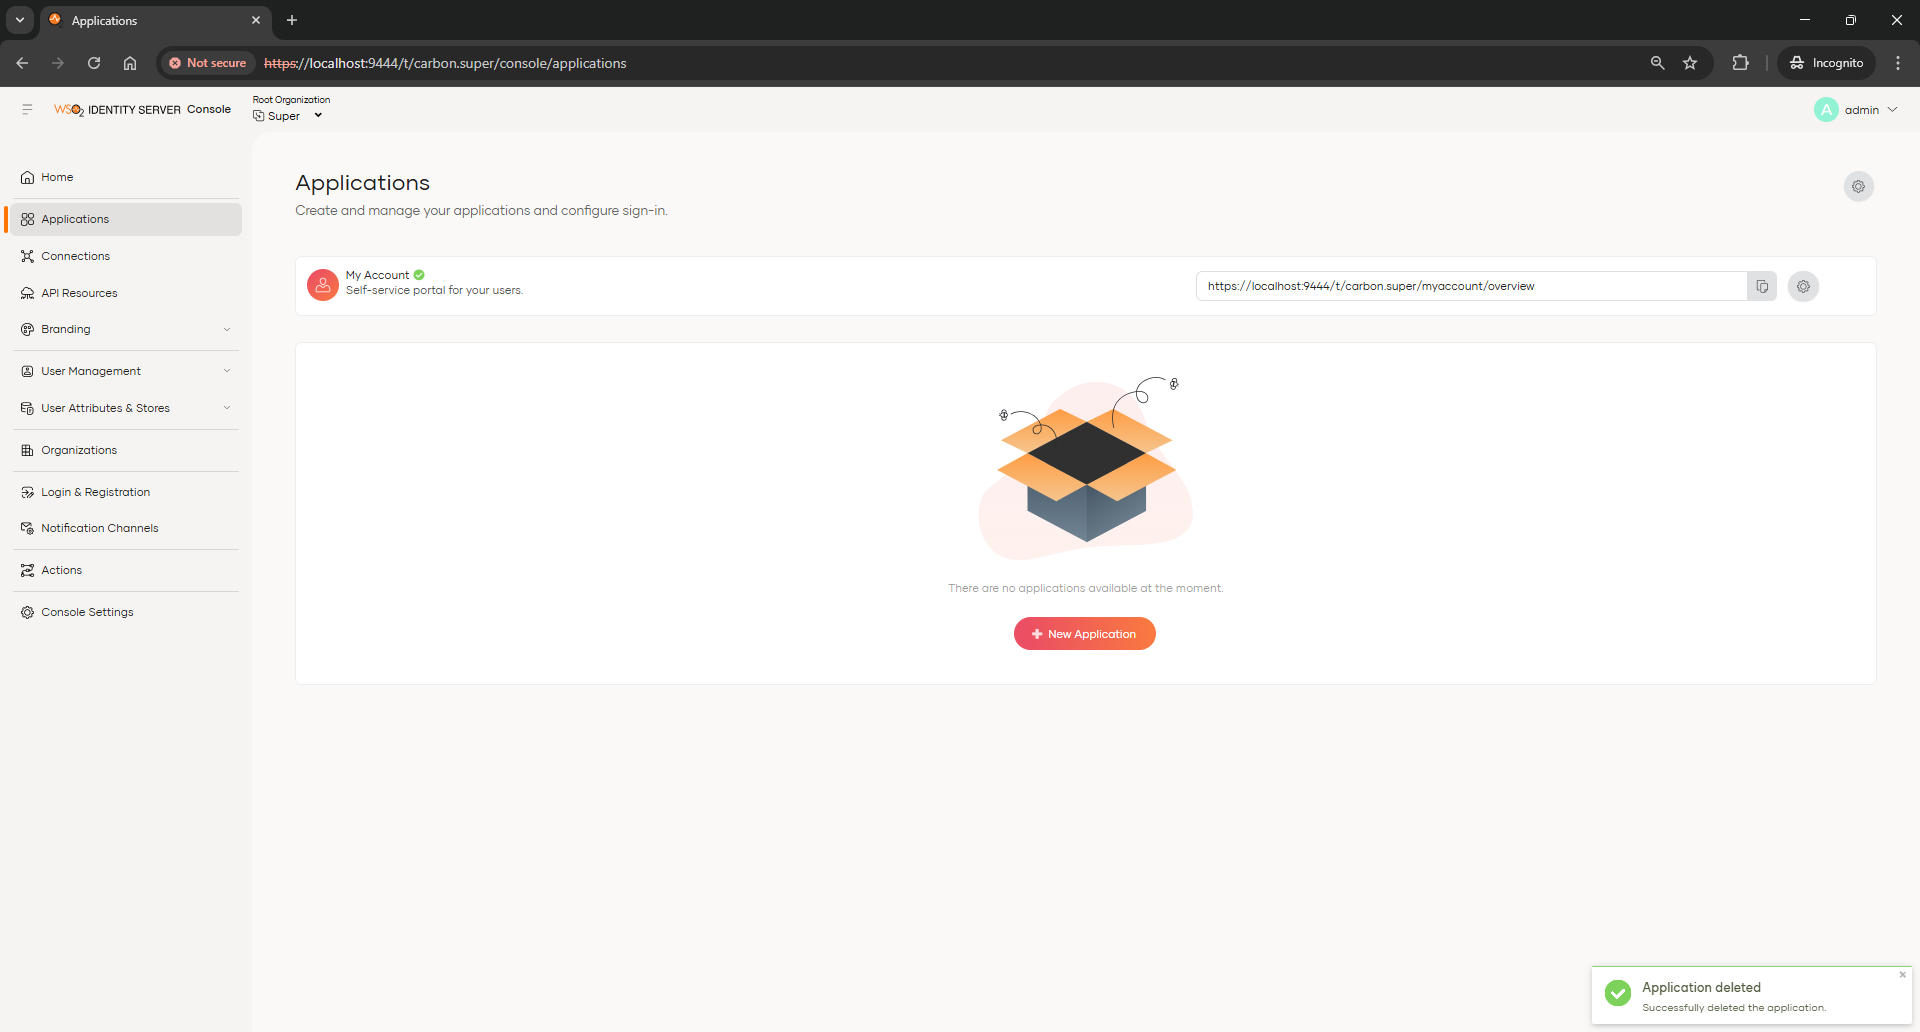 Applications
Not secure
https://localhost:9444/t/carbon.super/console/applications
Incognito
WSO2 IDENTITY SERVER Console
Root Organization
Super
A
admin
Home
Applications
Connections
API Resources
Branding
User Management
User Attributes & Stores
Organizations
Login & Registration
Notification Channels
Actions
Console Settings
Applications
Create and manage your applications and configure sign-in.
My Account
Self-service portal for your users.
https://localhost:9444/t/carbon.super/myaccount/overview
There are no applications available at the moment.
New Application
Application deleted
Successfully deleted the application.